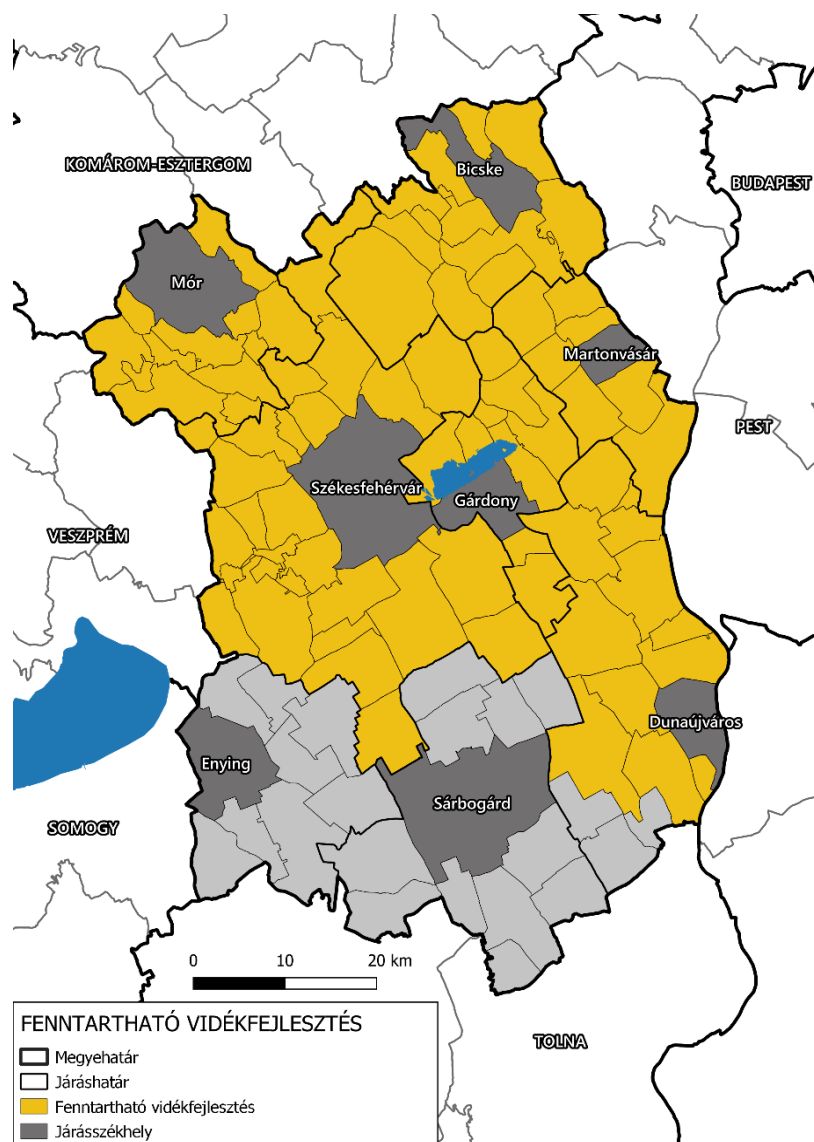 KOMÁROM-ESZTERGOM
Bicske
BUDAPEST
Mór
Martonvásár
PEST
Székesfehérvár
Gárdony
VESZPRÉM
Dunaújváros
Enying
Sárbogárd
SOMOGY
0 10 20 km
TOLNA
FENNTARTHATÓ VIDÉKFEJLESZTÉS
Megyehatár
Járáshatár
Fenntartható vidékfejlesztés
Járásszékhely